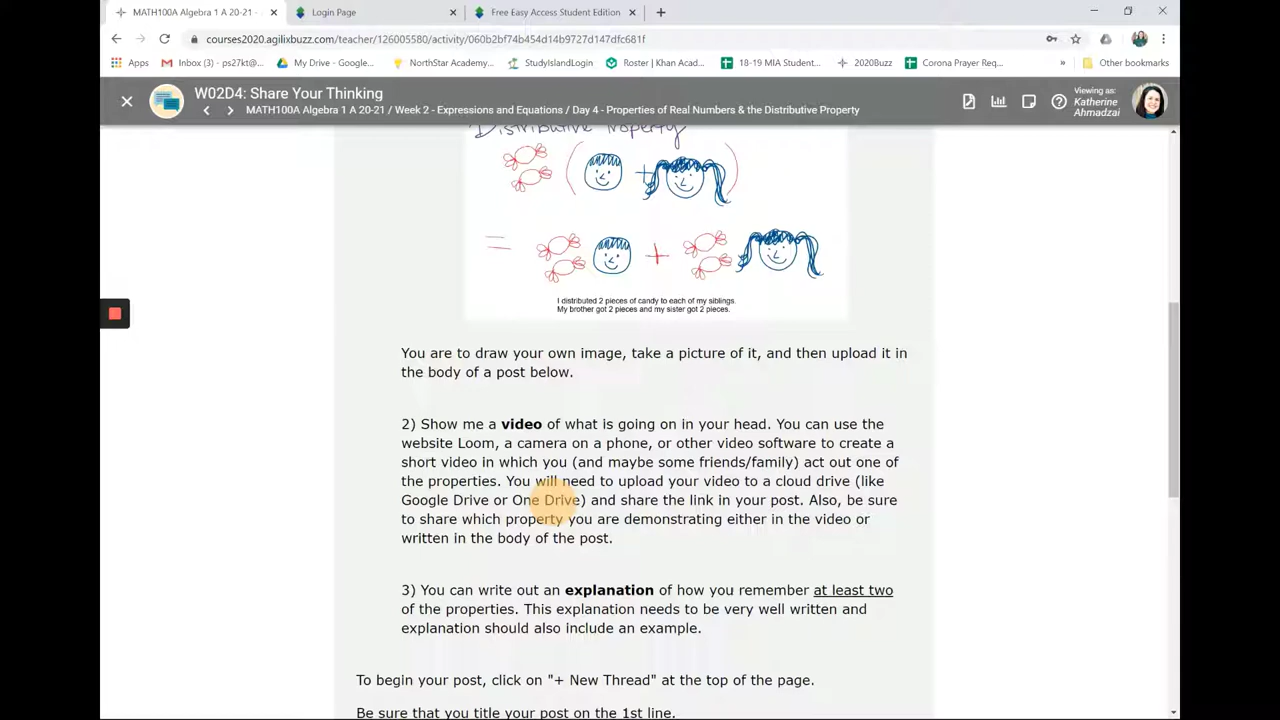 MATH100A Algebra 1 A 20-21 -
Login Page
Free Easy Access Student Edition
courses2020.agilixbuzz.com/teacher/126005580/activity/060b2bf74b454d14b9727d147dfc681f
Apps
Inbox (3) - ps27kt@...
My Drive - Google...
NorthStar Academy...
StudyIslandLogin
Roster | Khan Acad...
18-19 MIA Student...
2020Buzz
Corona Prayer Req...
Other bookmarks
W02D4: Share Your Thinking
MATH100A Algebra 1 A 20-21 / Week 2 - Expressions and Equations / Day 4 - Properties of Real Numbers & the Distributive Property
Viewing as:
Katherine
Ahmadzai
Distributive Property
( + )
= +
I distributed 2 pieces of candy to each of my siblings.
My brother got 2 pieces and my sister got 2 pieces.
You are to draw your own image, take a picture of it, and then upload it in
the body of a post below.
2) Show me a video of what is going on in your head. You can use the
website Loom, a camera on a phone, or other video software to create a
short video in which you (and maybe some friends/family) act out one of
the properties. You will need to upload your video to a cloud drive (like
Google Drive or One Drive) and share the link in your post. Also, be sure
to share which property you are demonstrating either in the video or
written in the body of the post.
3) You can write out an explanation of how you remember at least two
of the properties. This explanation needs to be very well written and
explanation should also include an example.
To begin your post, click on "+ New Thread" at the top of the page.
Be sure that you title your post on the 1st line.